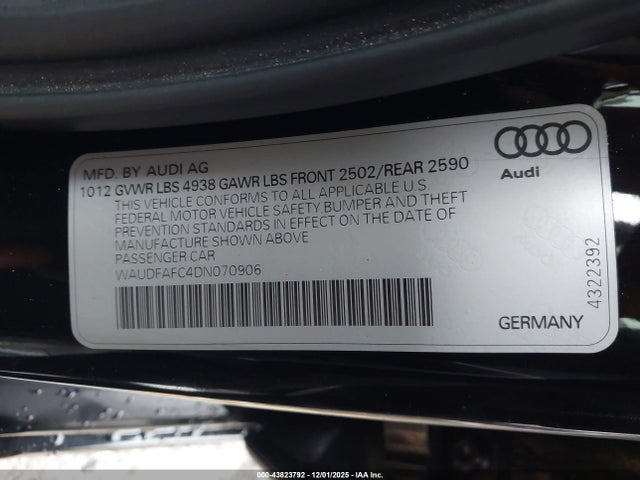 MFD. BY AUDI AG
1012 GVWR LBS 4938 GAWR LBS FRONT 2502/REAR 2590
THIS VEHICLE CONFORMS TO ALL APPLICABLE U.S.
FEDERAL MOTOR VEHICLE SAFETY BUMPER AND THEFT
PREVENTION STANDARDS IN EFFECT ON THE DATE OF
MANUFACTURE SHOWN ABOVE
PASSENGER CAR
WAUDFAFC4DN070906
Audi
4322392
GERMANY
000-43823792 - 12/01/2025 - IAA Inc.